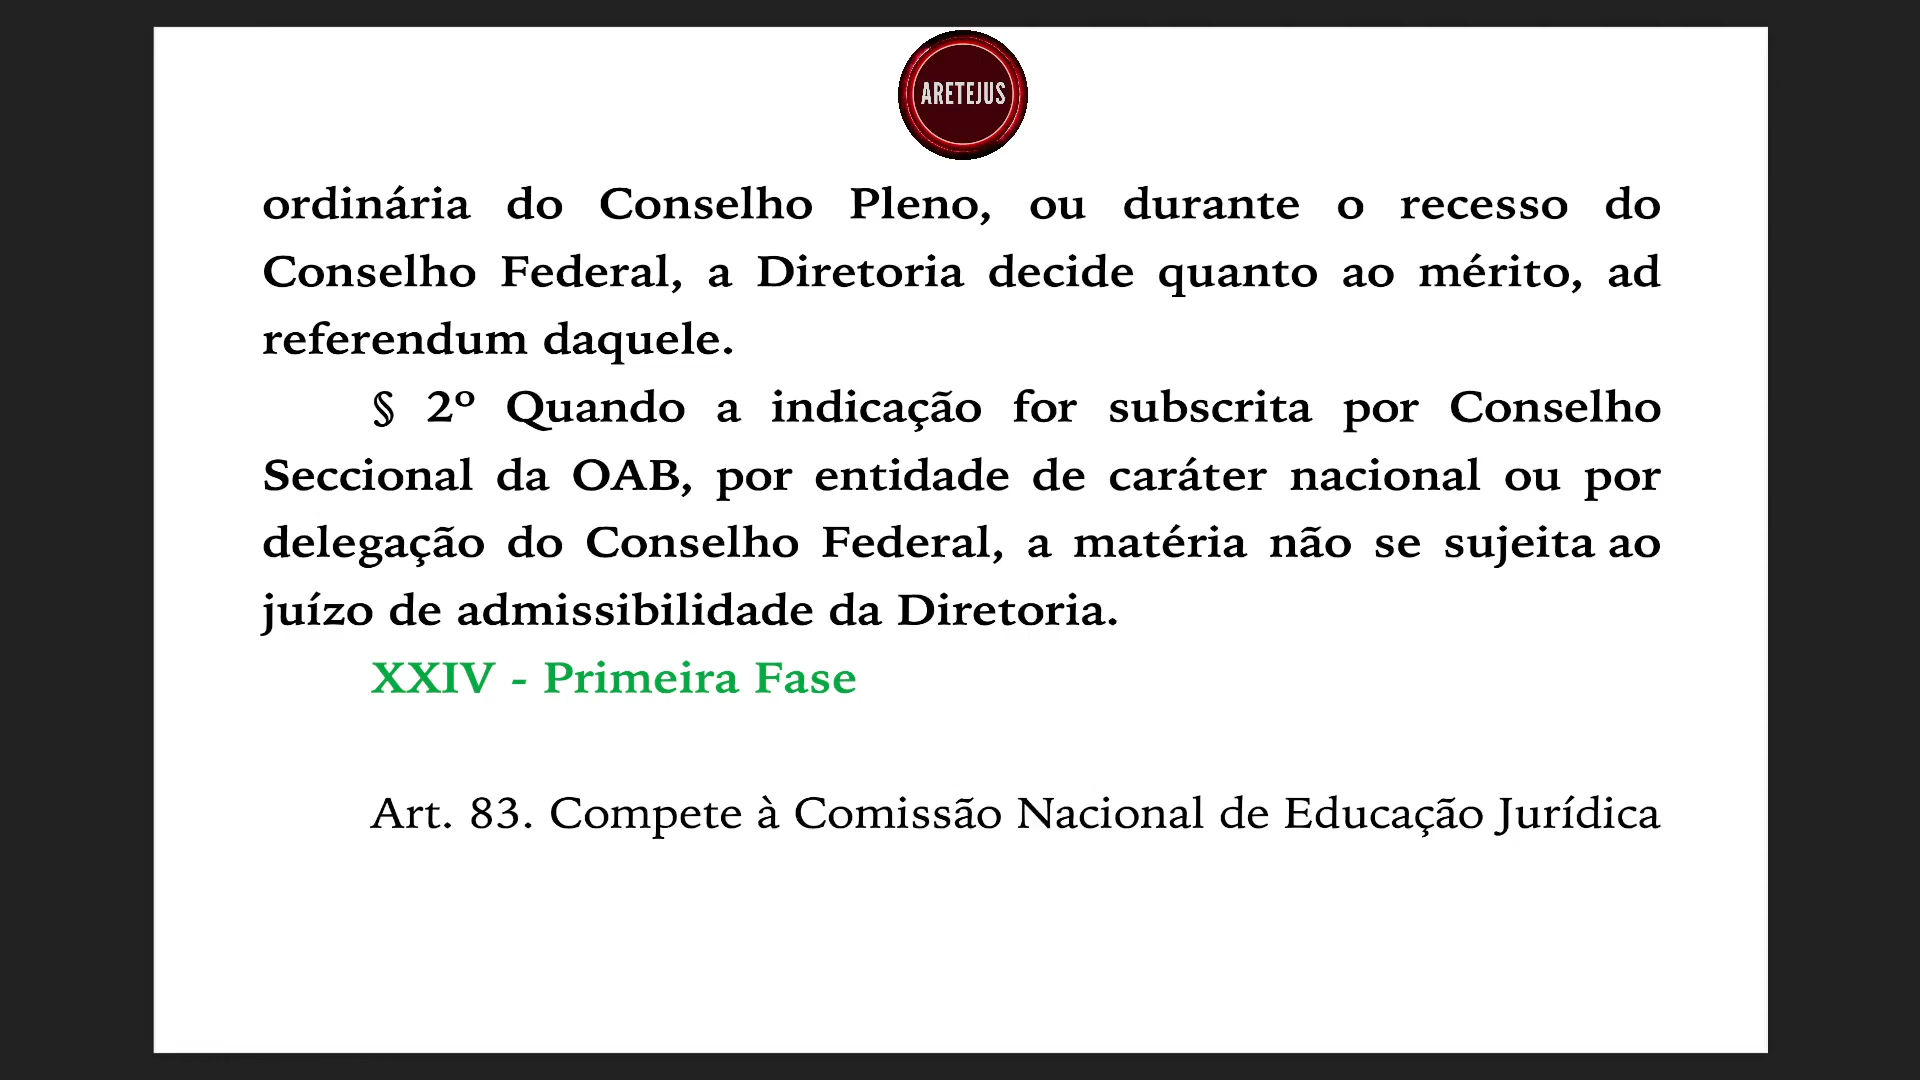 ARETEJUS
ordinária do Conselho Pleno, ou durante o recesso do
Conselho Federal, a Diretoria decide quanto ao mérito, ad
referendum daquele.
§ 2º Quando a indicação for subscrita por Conselho
Seccional da OAB, por entidade de caráter nacional ou por
delegação do Conselho Federal, a matéria não se sujeita ao
juízo de admissibilidade da Diretoria.
XXIV - Primeira Fase
Art. 83. Compete à Comissão Nacional de Educação Jurídica